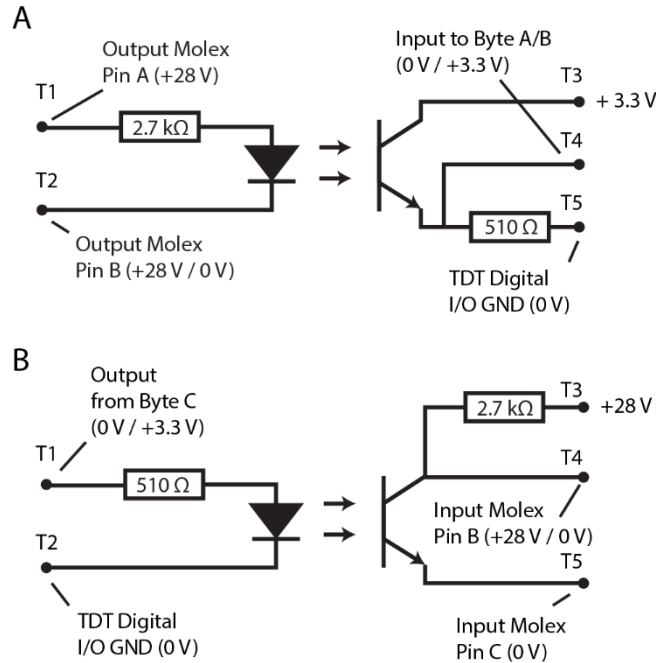 A
Output Molex
Pin A (+28 V)
T1
2.7 kΩ
T2
Output Molex
Pin B (+28 V / 0 V)
Input to Byte A/B
(0 V / +3.3 V)
T3
+ 3.3 V
T4
T5
510 Ω
TDT Digital
I/O GND (0 V)
B
Output
from Byte C
(0 V / +3.3 V)
T1
510 Ω
T2
TDT Digital
I/O GND (0 V)
T3
2.7 kΩ
+28 V
T4
Input Molex
Pin B (+28 V / 0 V)
T5
Input Molex
Pin C (0 V)